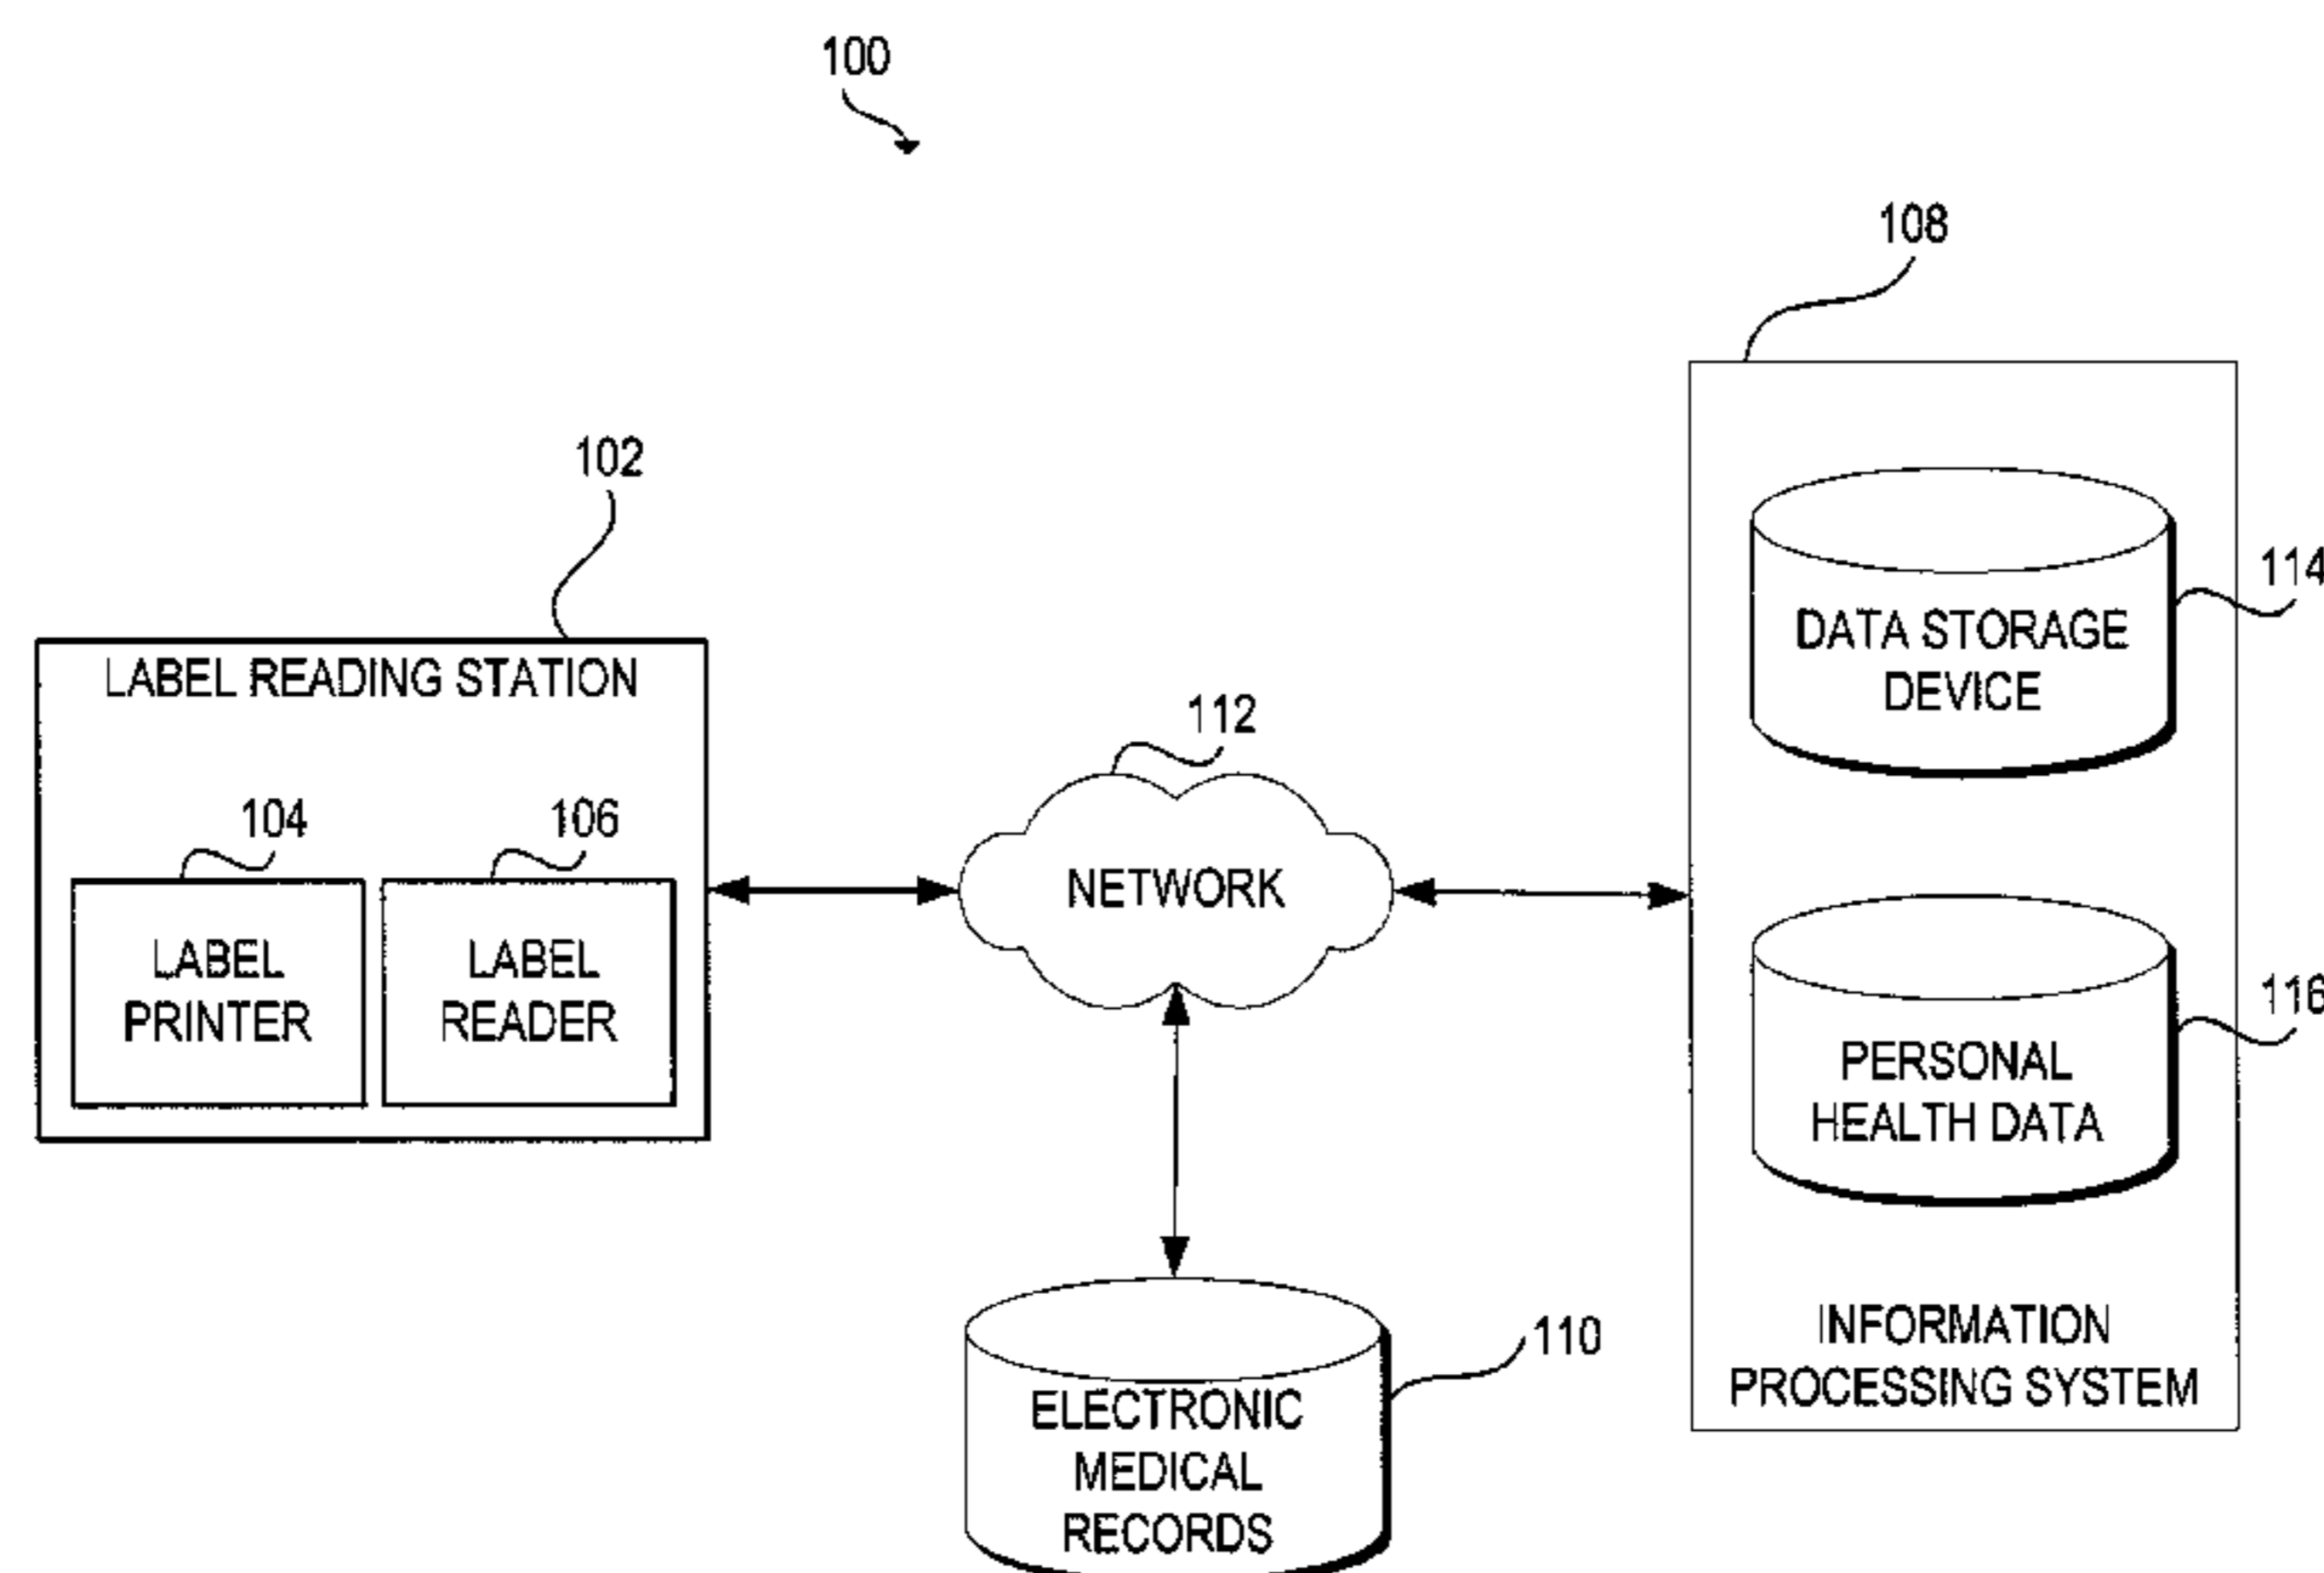 100
108
102
114
LABEL READING STATION
DATA STORAGE
DEVICE
112
104
106
NETWORK
LABEL
PRINTER
LABEL
READER
116
PERSONAL
HEALTH DATA
INFORMATION
PROCESSING SYSTEM
110
ELECTRONIC
MEDICAL
RECORDS